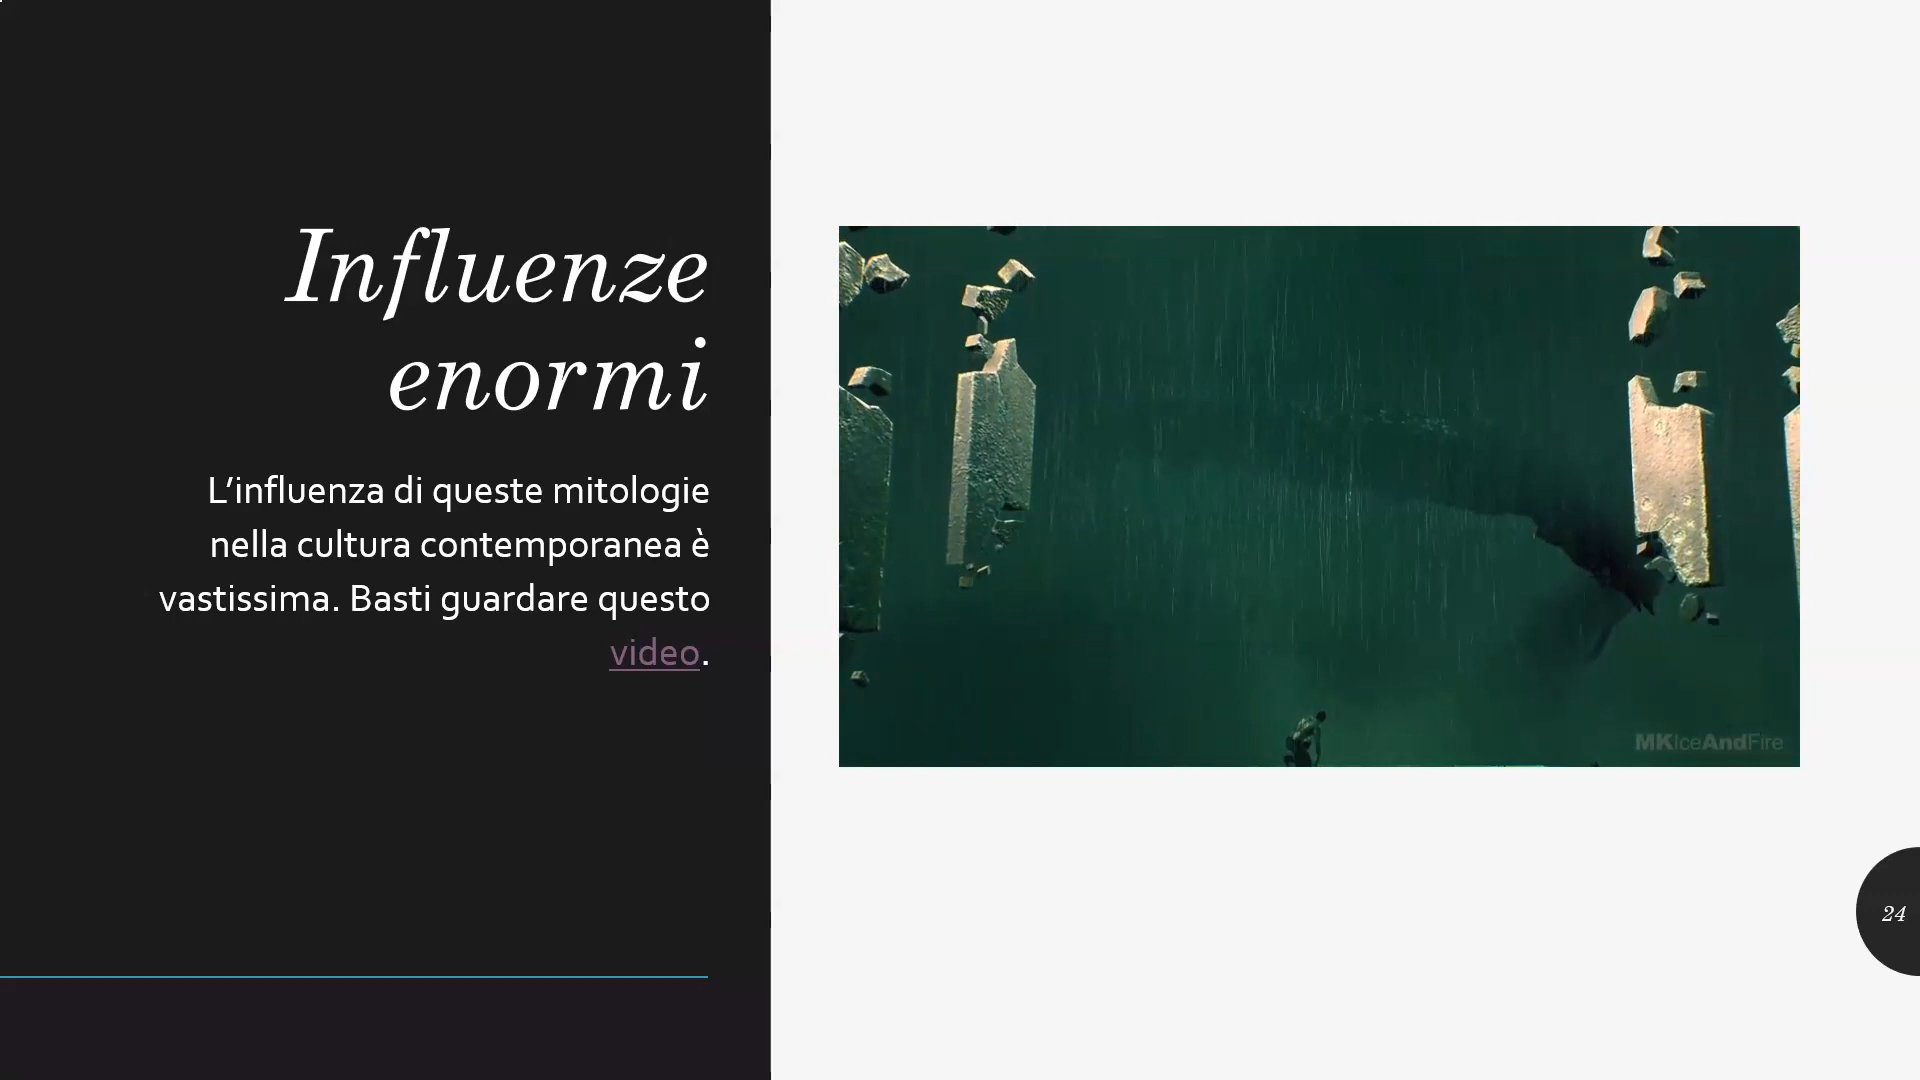 Influenze
enormi
L’influenza di queste mitologie
nella cultura contemporanea è
vastissima. Basti guardare questo
video.
MKIceAndFire
24